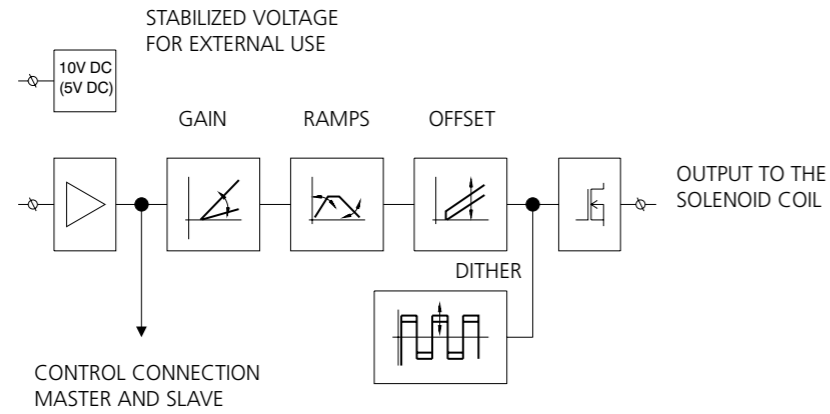 STABILIZED VOLTAGE
FOR EXTERNAL USE
10V DC
(5V DC)
GAIN
RAMPS
OFFSET
OUTPUT TO THE
SOLENOID COIL
DITHER
CONTROL CONNECTION
MASTER AND SLAVE